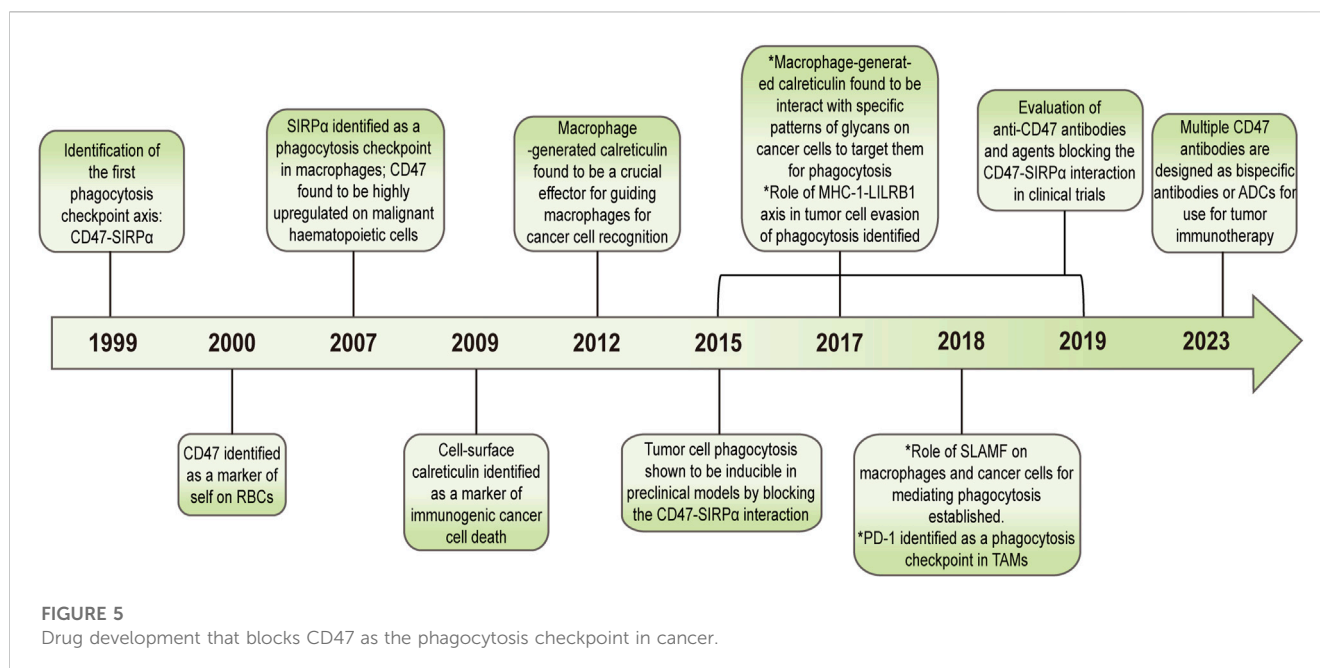 Identification of
the first
phagocytosis
checkpoint axis:
CD47-SIRPα
SIRPα identified as a
phagocytosis checkpoint
in macrophages; CD47
found to be highly
upregulated on malignant
haematopoietic cells
Macrophage
-generated calreticulin
found to be a crucial
effector for guiding
macrophages for
cancer cell recognition
*Macrophage-generat-
ed calreticulin found to be
interact with specific
patterns of glycans on
cancer cells to target them
for phagocytosis
*Role of MHC-1-LILRB1
axis in tumor cell evasion
of phagocytosis identified
Evaluation of
anti-CD47 antibodies
and agents blocking the
CD47-SIRPα interaction
in clinical trials
Multiple CD47
antibodies are
designed as bispecific
antibodies or ADCs for
use for tumor
immunotherapy
1999 2000 2007 2009 2012 2015 2017 2018 2019 2023
CD47 identified
as a marker of
self on RBCs
Cell-surface
calreticulin identified
as a marker of
immunogenic cancer
cell death
Tumor cell phagocytosis
shown to be inducible in
preclinical models by blocking
the CD47-SIRPα interaction
*Role of SLAMF on
macrophages and cancer cells for
mediating phagocytosis
established.
*PD-1 identified as a phagocytosis
checkpoint in TAMs
FIGURE 5
Drug development that blocks CD47 as the phagocytosis checkpoint in cancer.